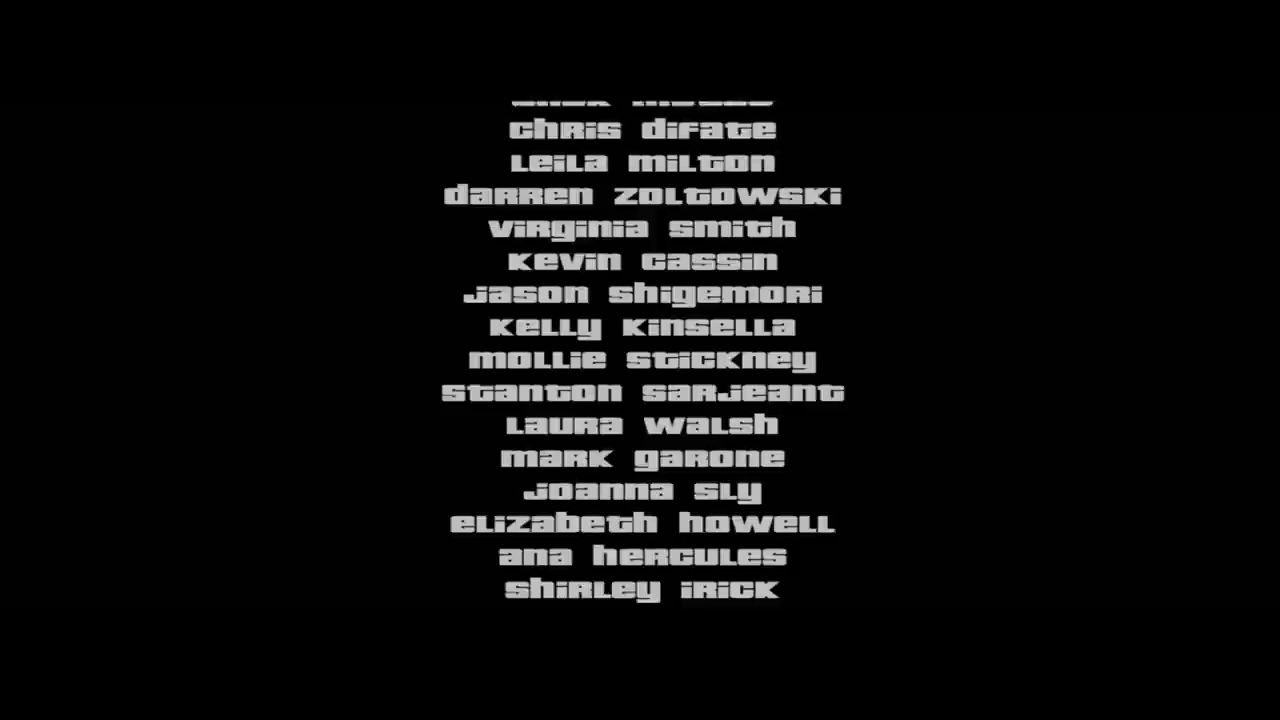 CHRIS DIFATE
LEILA MILTON
DARREN ZOLTOWSKI
VIRGINIA SMITH
KEVIN CASSIN
JASON SHIGEMORI
KELLY KINSELLA
MOLLIE STICKNEY
STANTON SARJEANT
LAURA WALSH
MARK GARONE
JOANNA SLY
ELIZABETH HOWELL
ANA HERCULES
SHIRLEY IRICK